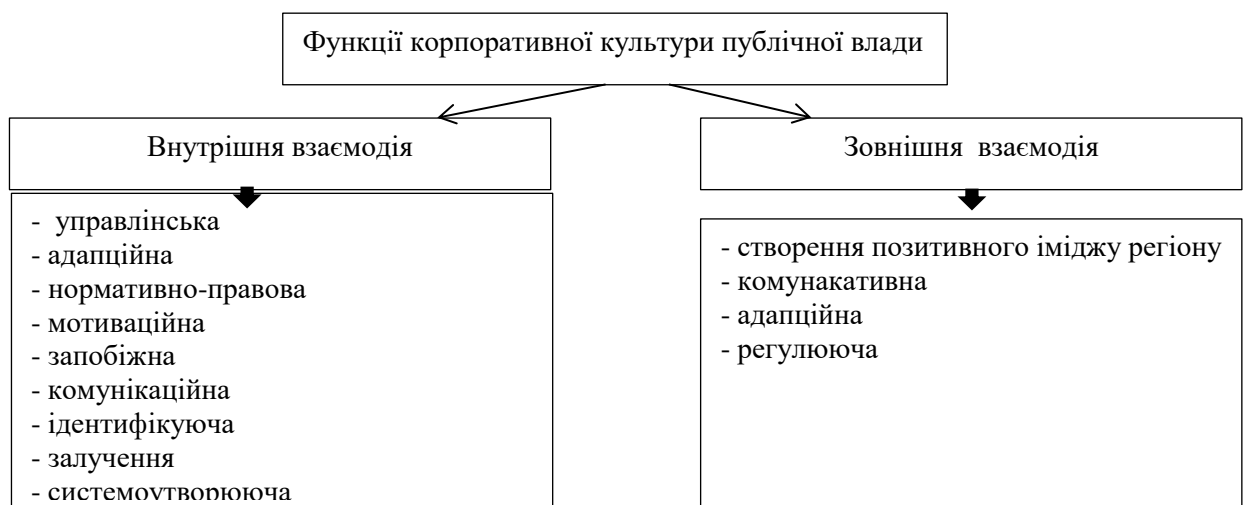 Функції корпоративної культури публічної влади
Внутрішня взаємодія
- управлінська
- адапційна
- нормативно-правова
- мотиваційна
- запобіжна
- комунікаційна
- ідентифікуюча
- залучення
- системоутворююча
Зовнішня взаємодія
- створення позитивного іміджу регіону
- комунакативна
- адапційна
- регулююча